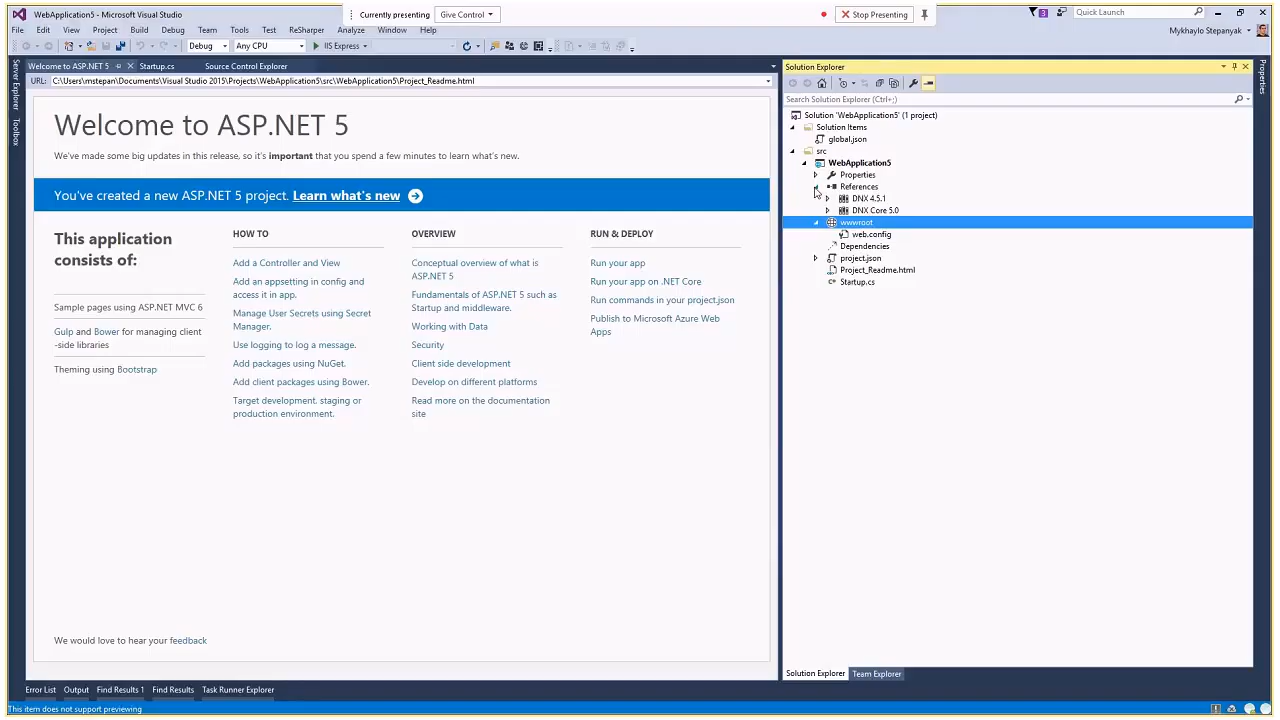 WebApplication5 - Microsoft Visual Studio
Currently presenting
Give Control
Stop Presenting
3
Quick Launch
File Edit View Project Build Debug Team Tools Test ReSharper Analyze Window Help
Mykhaylo Stepanyak
Debug
Any CPU
IIS Express
Welcome to ASP.NET 5
Startup.cs
Source Control Explorer
URL: C:\Users\mstepan\Documents\Visual Studio 2015\Projects\WebApplication5\src\WebApplication5\Project_Readme.html
Server Explorer
Toolbox
Welcome to ASP.NET 5
We've made some big updates in this release, so it's important that you spend a few minutes to learn what's new.
You've created a new ASP.NET 5 project. Learn what's new
This application
consists of:
Sample pages using ASP.NET MVC 6
Gulp and Bower for managing client
-side libraries
Theming using Bootstrap
HOW TO
Add a Controller and View
Add an appsetting in config and
access it in app.
Manage User Secrets using Secret
Manager.
Use logging to log a message.
Add packages using NuGet.
Add client packages using Bower.
Target development, staging or
production environment.
OVERVIEW
Conceptual overview of what is
ASP.NET 5
Fundamentals of ASP.NET 5 such as
Startup and middleware.
Working with Data
Security
Client side development
Develop on different platforms
Read more on the documentation
site
RUN & DEPLOY
Run your app
Run your app on .NET Core
Run commands in your project.json
Publish to Microsoft Azure Web
Apps
We would love to hear your feedback
Solution Explorer
Search Solution Explorer (Ctrl+;)
Solution 'WebApplication5' (1 project)
Solution Items
global.json
src
WebApplication5
Properties
References
DNX 4.5.1
DNX Core 5.0
wwwroot
web.config
Dependencies
project.json
Project_Readme.html
Startup.cs
Properties
Solution Explorer
Team Explorer
Error List Output Find Results 1 Find Results Task Runner Explorer
This item does not support previewing